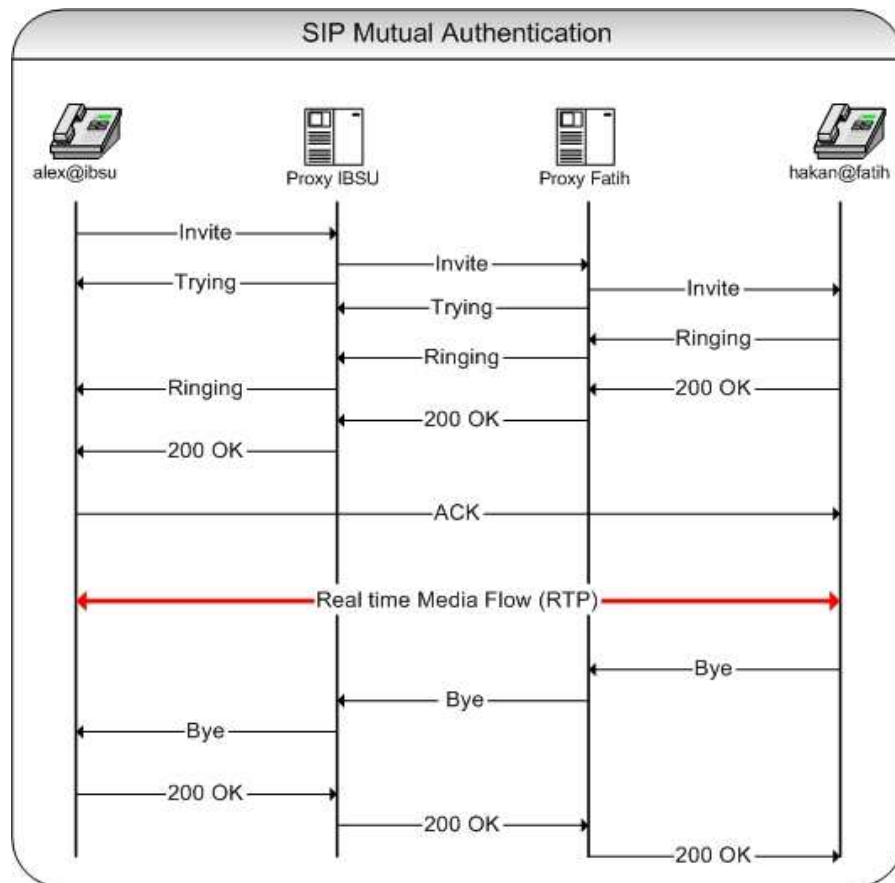 SIP Mutual Authentication
alex@ibsu
Proxy IBSU
Proxy Fatih
hakan@fatih
Invite
Invite
Trying
Invite
Trying
Ringing
Ringing
Ringing
200 OK
200 OK
200 OK
ACK
Real time Media Flow (RTP)
Bye
Bye
Bye
200 OK
200 OK
200 OK